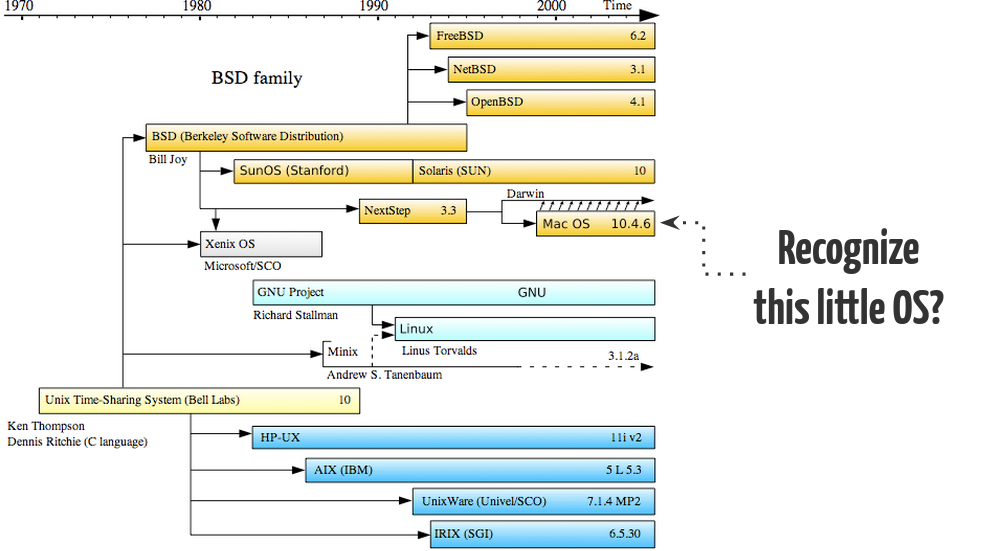 1970 1980 1990 2000 Time
FreeBSD 6.2
BSD family
NetBSD 3.1
OpenBSD 4.1
BSD (Berkeley Software Distribution)
Bill Joy
SunOS (Stanford) Solaris (SUN) 10
Darwin
NextStep 3.3
Mac OS 10.4.6
Recognize
this little OS?
Xenix OS
Microsoft/SCO
GNU Project GNU
Richard Stallman
Linux
Linus Torvalds
Minix 3.1.2a
Andrew S. Tanenbaum
Unix Time-Sharing System (Bell Labs) 10
Ken Thompson
Dennis Ritchie (C language)
HP-UX 11i v2
AIX (IBM) 5 L 5.3
UnixWare (Univel/SCO) 7.1.4 MP2
IRIX (SGI) 6.5.30